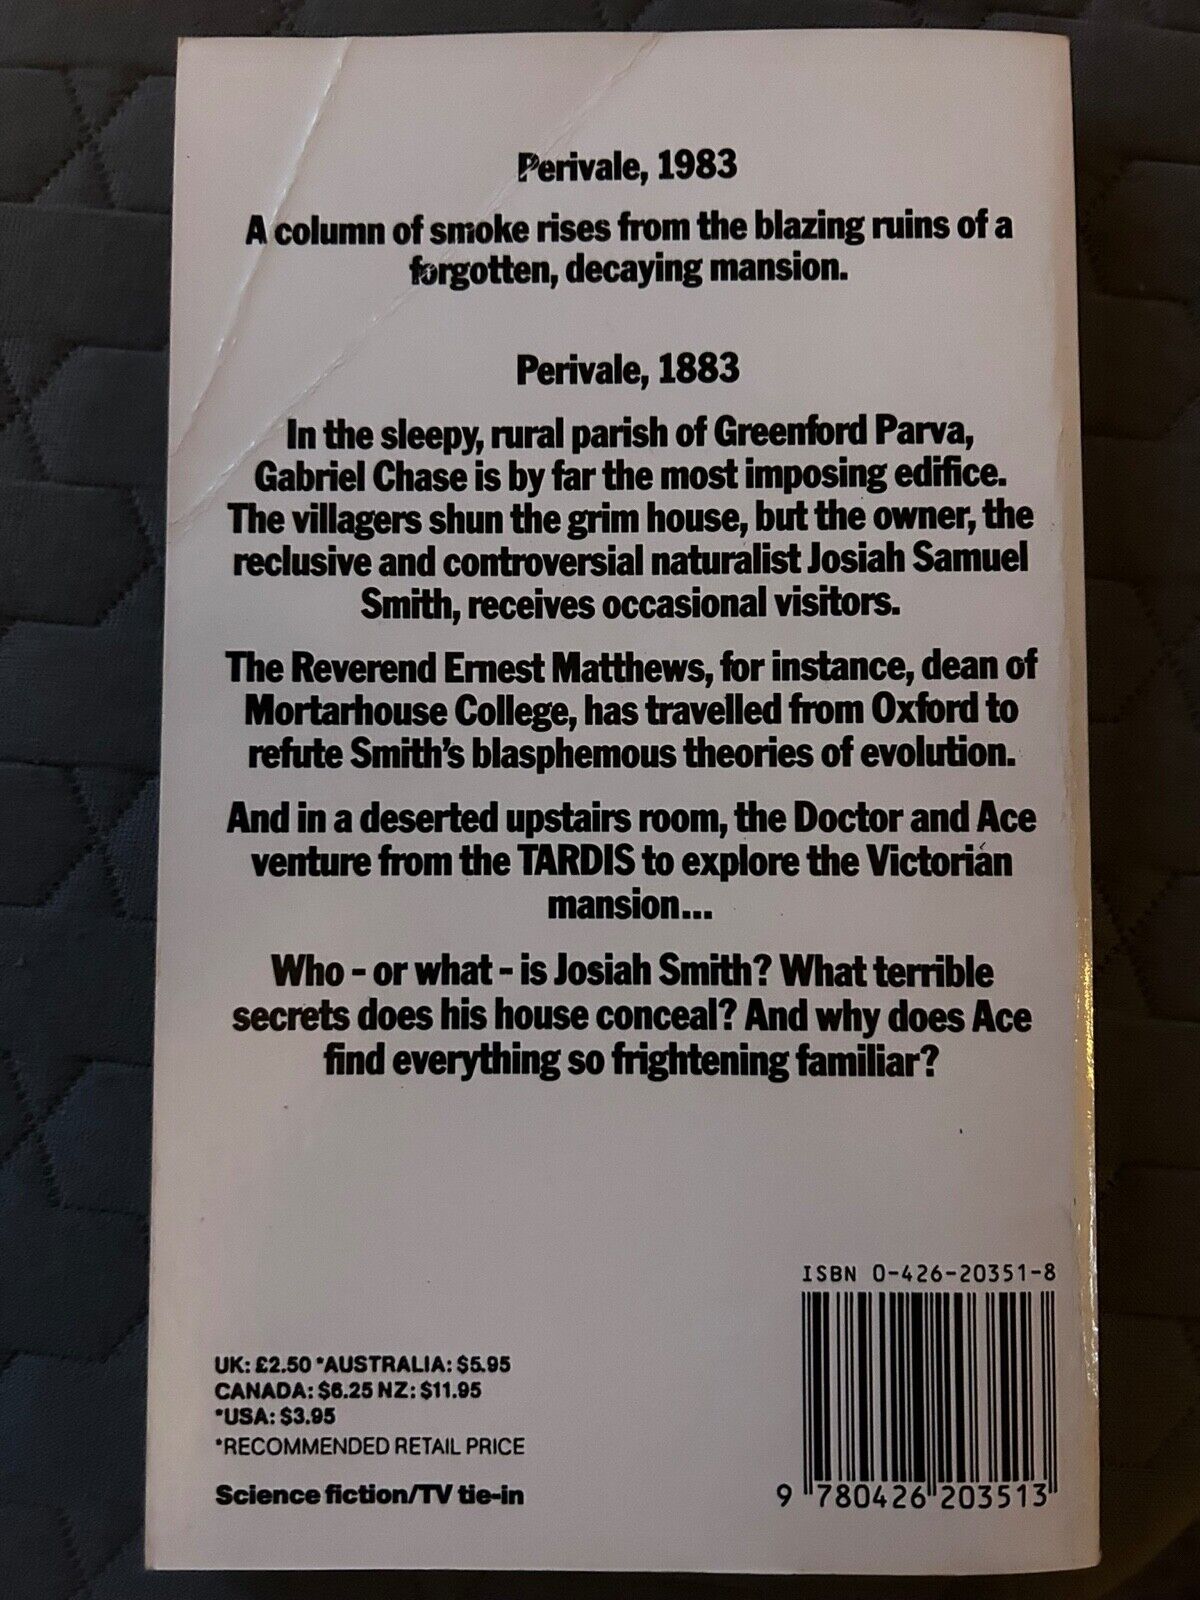 Perivale, 1983
A column of smoke rises from the blazing ruins of a
forgotten, decaying mansion.
Perivale, 1883
In the sleepy, rural parish of Greenford Parva,
Gabriel Chase is by far the most imposing edifice.
The villagers shun the grim house, but the owner, the
reclusive and controversial naturalist Josiah Samuel
Smith, receives occasional visitors.
The Reverend Ernest Matthews, for instance, dean of
Mortarhouse College, has travelled from Oxford to
refute Smith's blasphemous theories of evolution.
And in a deserted upstairs room, the Doctor and Ace
venture from the TARDIS to explore the Victorian
mansion...
Who - or what - is Josiah Smith? What terrible
secrets does his house conceal? And why does Ace
find everything so frightening familiar?
ISBN 0-426-20351-8
UK: £2.50 *AUSTRALIA: $5.95
CANADA: $6.25 NZ: $11.95
*USA: $3.95
*RECOMMENDED RETAIL PRICE
Science fiction/TV tie-in
9 780426 203513